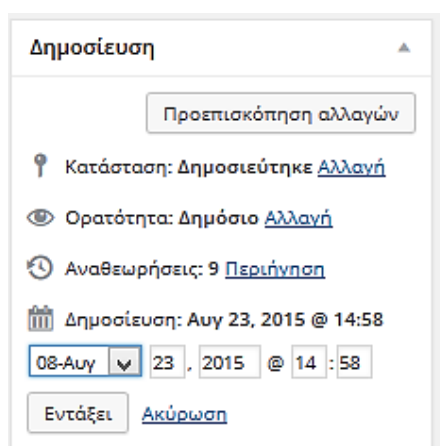 Δημοσίευση
Προεπισκόπηση αλλαγών
Κατάσταση: Δημοσιεύτηκε Αλλαγή
Ορατότητα: Δημόσιο Αλλαγή
Αναθεωρήσεις: 9 Περιήγηση
Δημοσίευση: Αυγ 23, 2015 @ 14:58
08-Αυγ 23 , 2015 @ 14 : 58
Εντάξει Ακύρωση